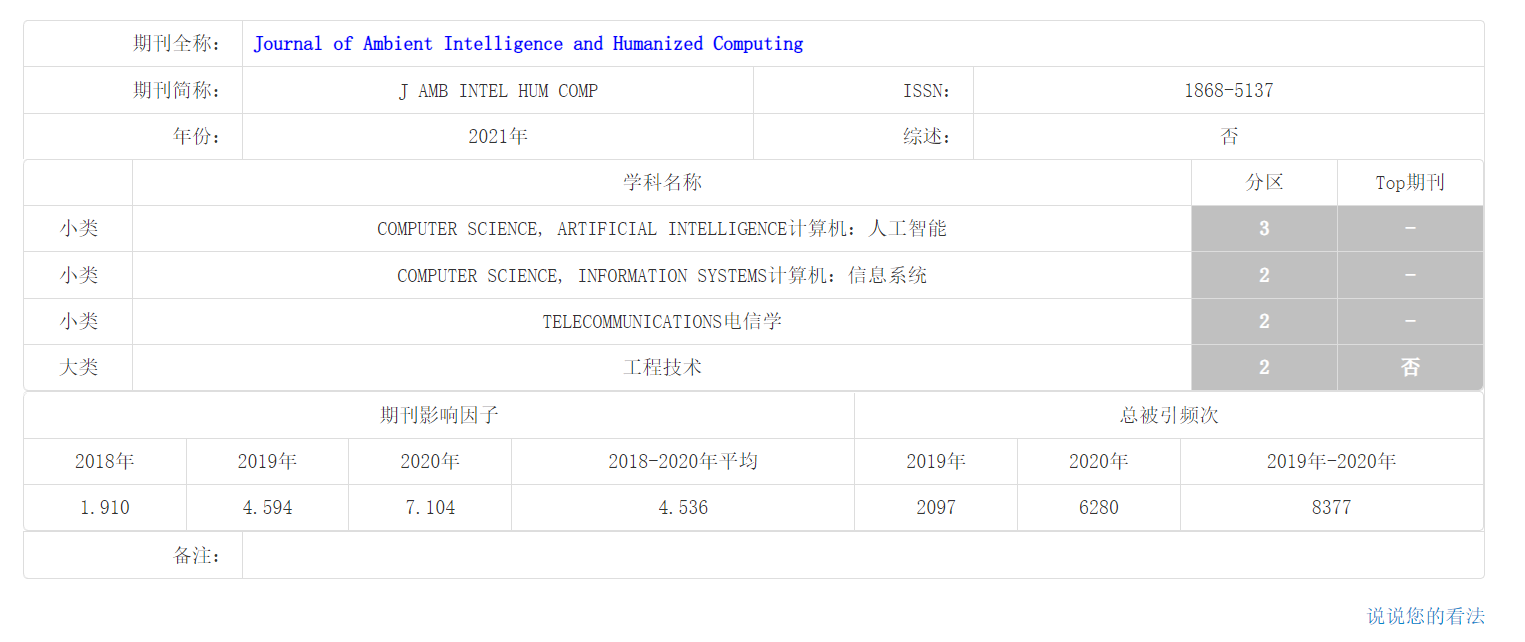 期刊全称: Journal of Ambient Intelligence and Humanized Computing
期刊简称: J AMB INTEL HUM COMP ISSN: 1868-5137
年份: 2021年 综述: 否
学科名称 分区 Top期刊
小类 COMPUTER SCIENCE, ARTIFICIAL INTELLIGENCE计算机：人工智能 3 -
小类 COMPUTER SCIENCE, INFORMATION SYSTEMS计算机：信息系统 2 -
小类 TELECOMMUNICATIONS电信学 2 -
大类 工程技术 2 否
期刊影响因子 总被引频次
2018年 2019年 2020年 2018-2020年平均 2019年 2020年 2019年-2020年
1.910 4.594 7.104 4.536 2097 6280 8377
备注:
说说您的看法